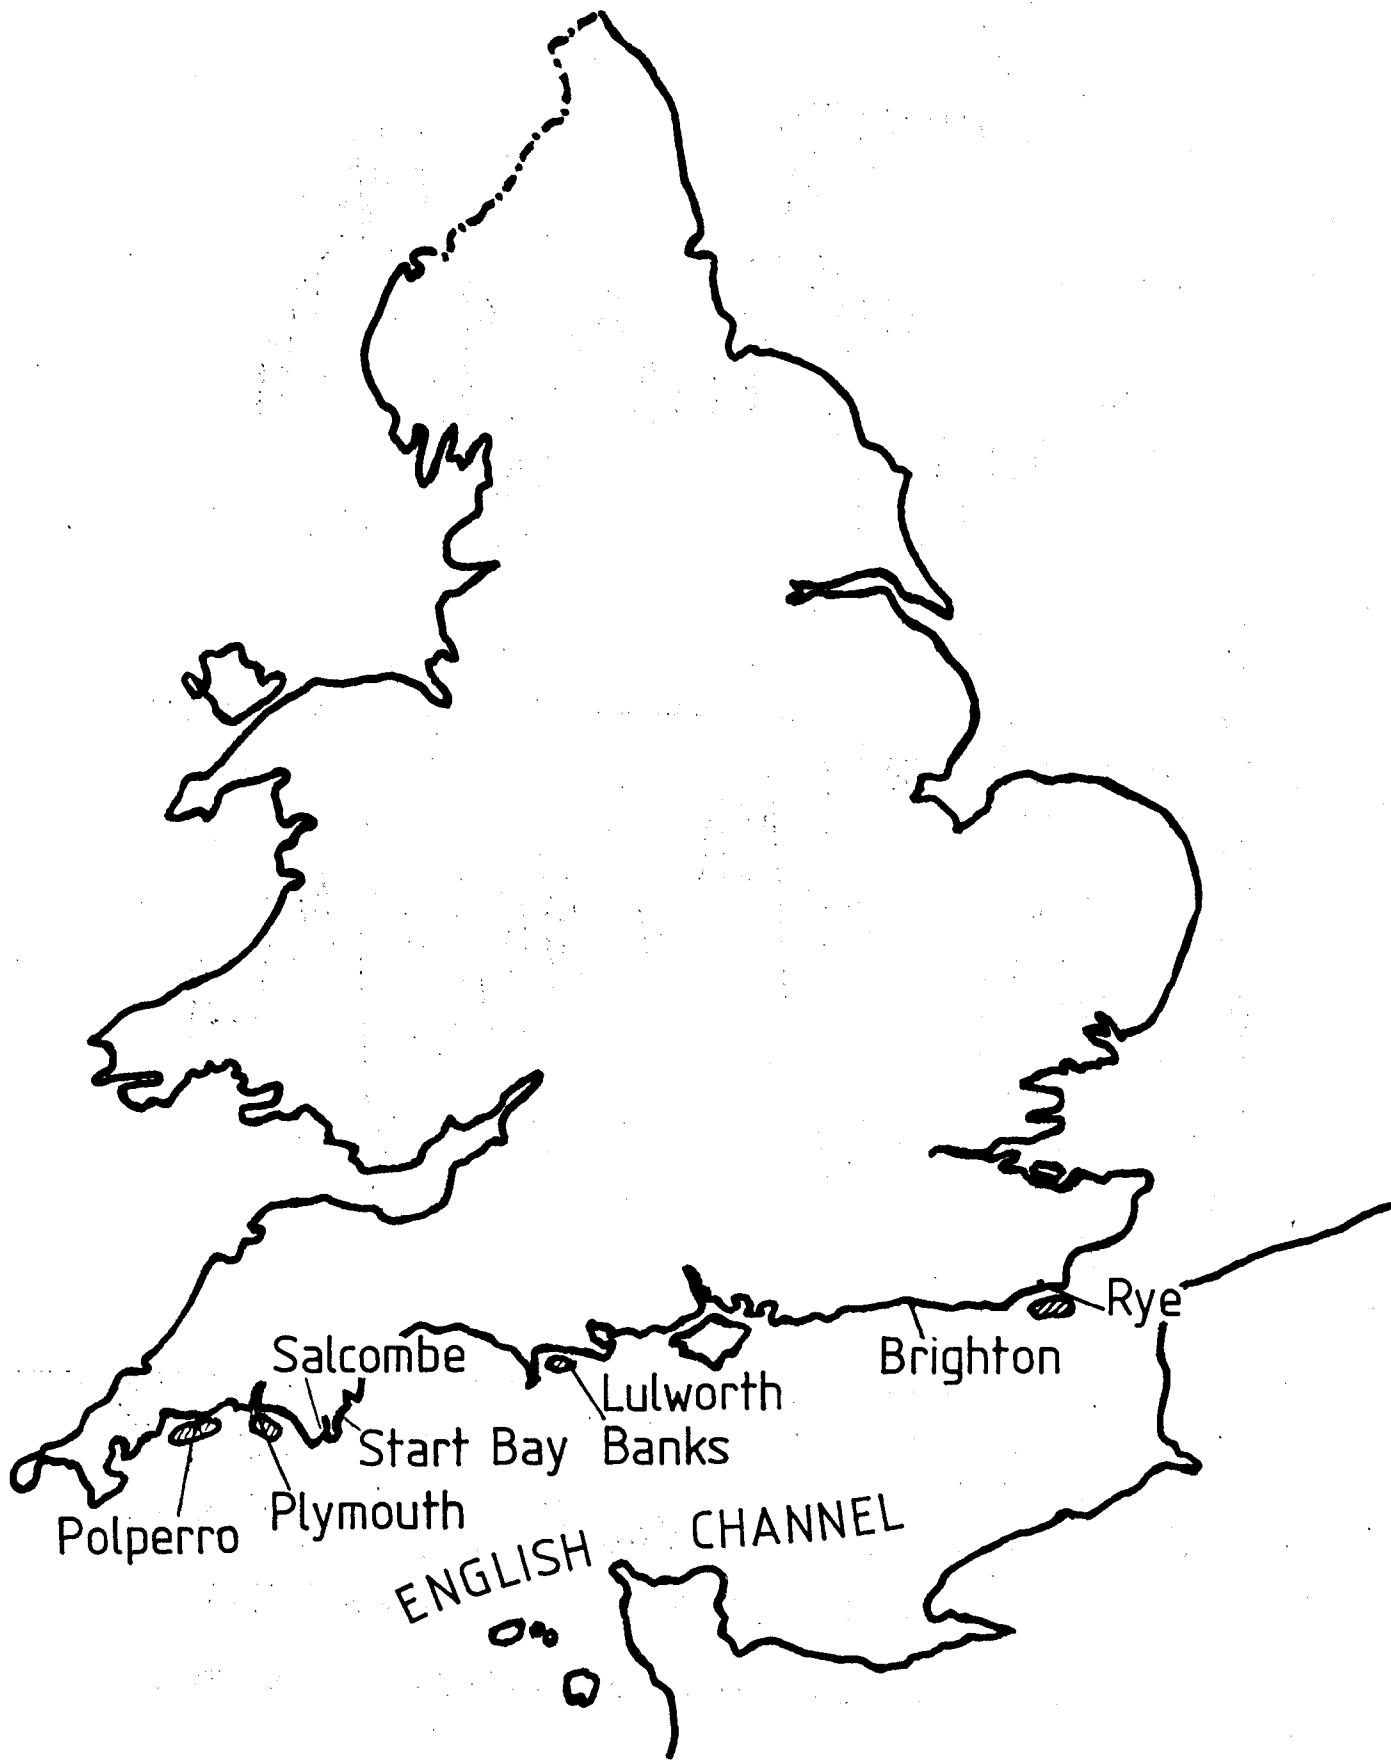 Rye
Brighton
Salcombe
Lulworth
Banks
Start Bay
Plymouth
Polperro
ENGLISH CHANNEL